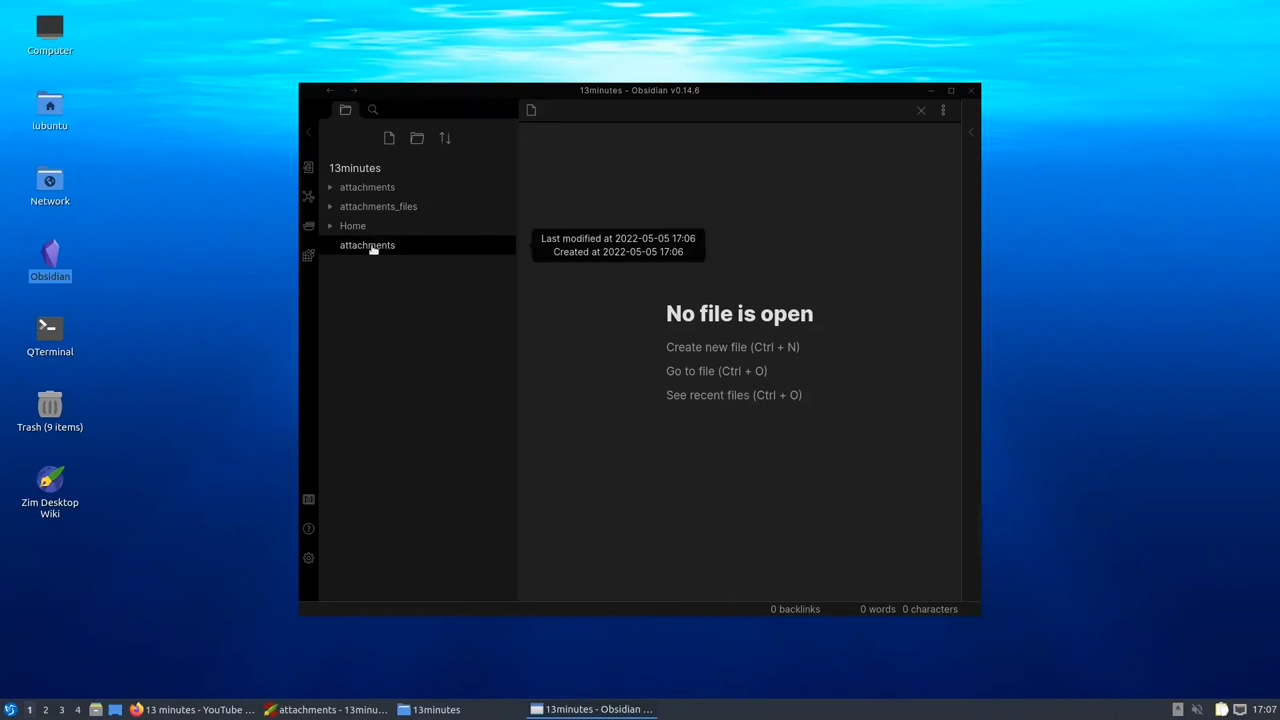 Computer
lubuntu
Network
Obsidian
QTerminal
Trash (9 items)
Zim Desktop
Wiki
13minutes - Obsidian v0.14.6
13minutes
attachments
attachments_files
Home
attachments
Last modified at 2022-05-05 17:06
Created at 2022-05-05 17:06
No file is open
Create new file (Ctrl + N)
Go to file (Ctrl + O)
See recent files (Ctrl + O)
0 backlinks
0 words
0 characters
1
2
3
4
13 minutes - YouTube ...
attachments - 13minu...
13minutes
13minutes - Obsidian ...
17:07